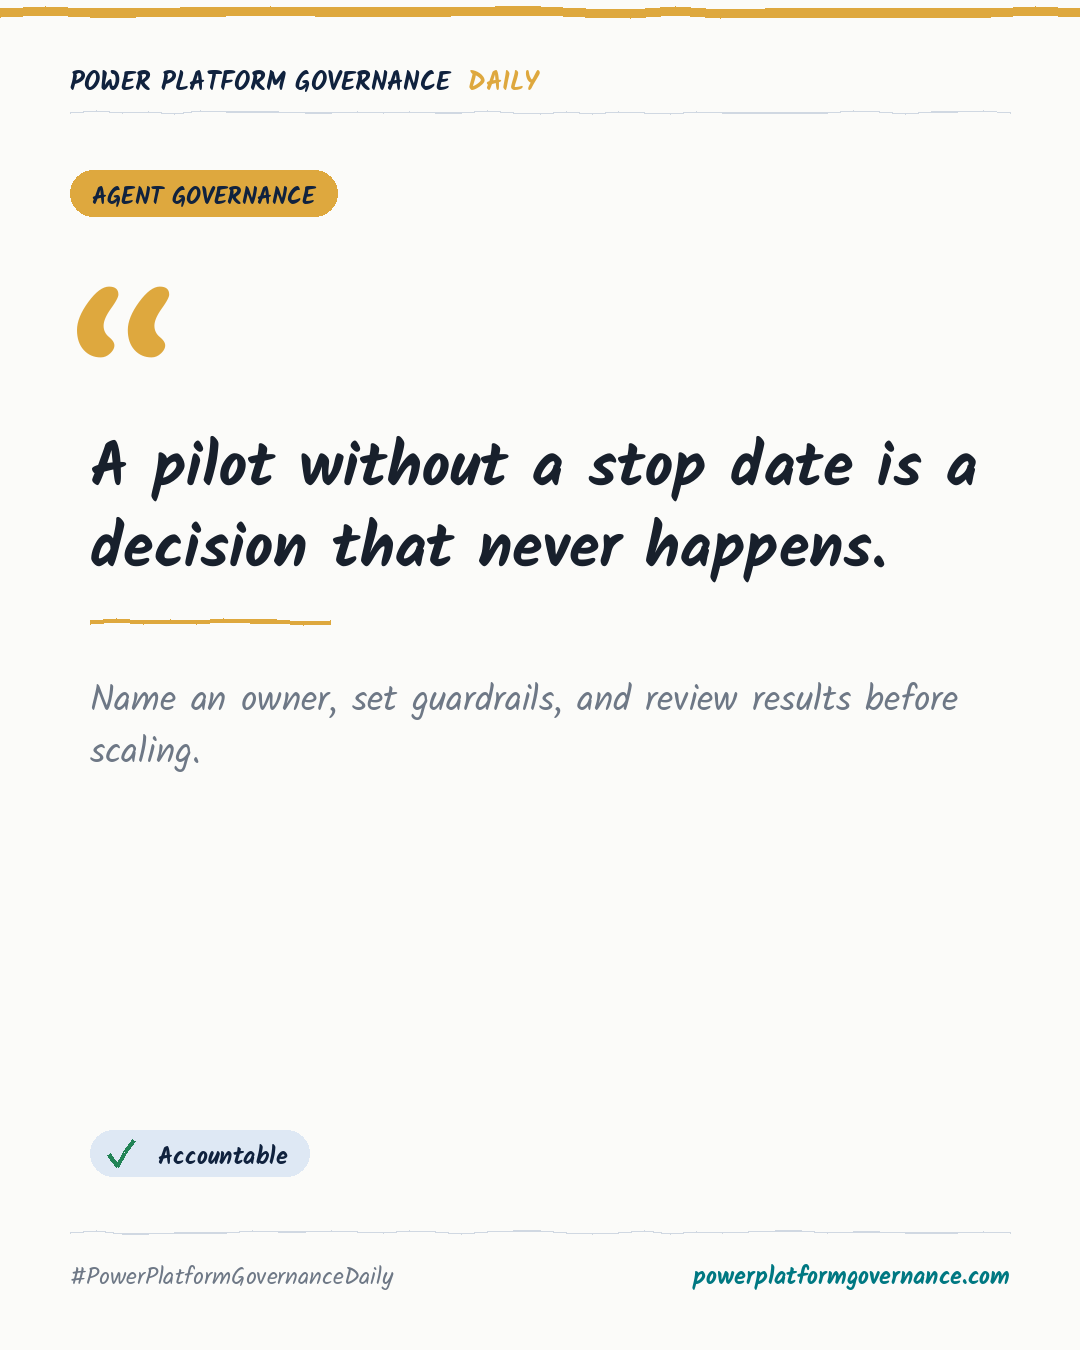 POWER PLATFORM GOVERNANCE DAILY
AGENT GOVERNANCE
“
A pilot without a stop date is a
decision that never happens.
Name an owner, set guardrails, and review results before
scaling.
✓ Accountable
#PowerPlatformGovernanceDaily
powerplatformgovernance.com